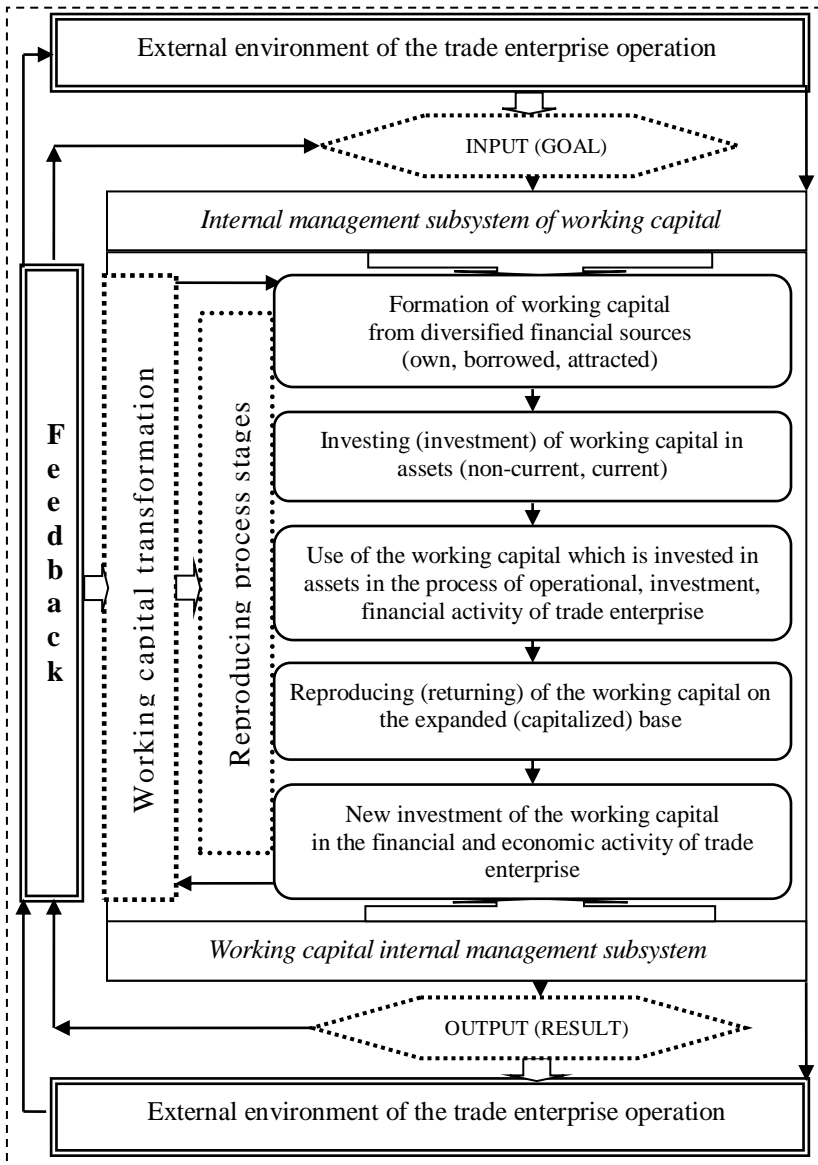 External environment of the trade enterprise operation
INPUT (GOAL)
Internal management subsystem of working capital
Feedback
Working capital transformation
Reproducing process stages
Formation of working capital
from diversified financial sources
(own, borrowed, attracted)
Investing (investment) of working capital in
assets (non-current, current)
Use of the working capital which is invested in
assets in the process of operational, investment,
financial activity of trade enterprise
Reproducing (returning) of the working capital on
the expanded (capitalized) base
New investment of the working capital
in the financial and economic activity of trade
enterprise
Working capital internal management subsystem
OUTPUT (RESULT)
External environment of the trade enterprise operation